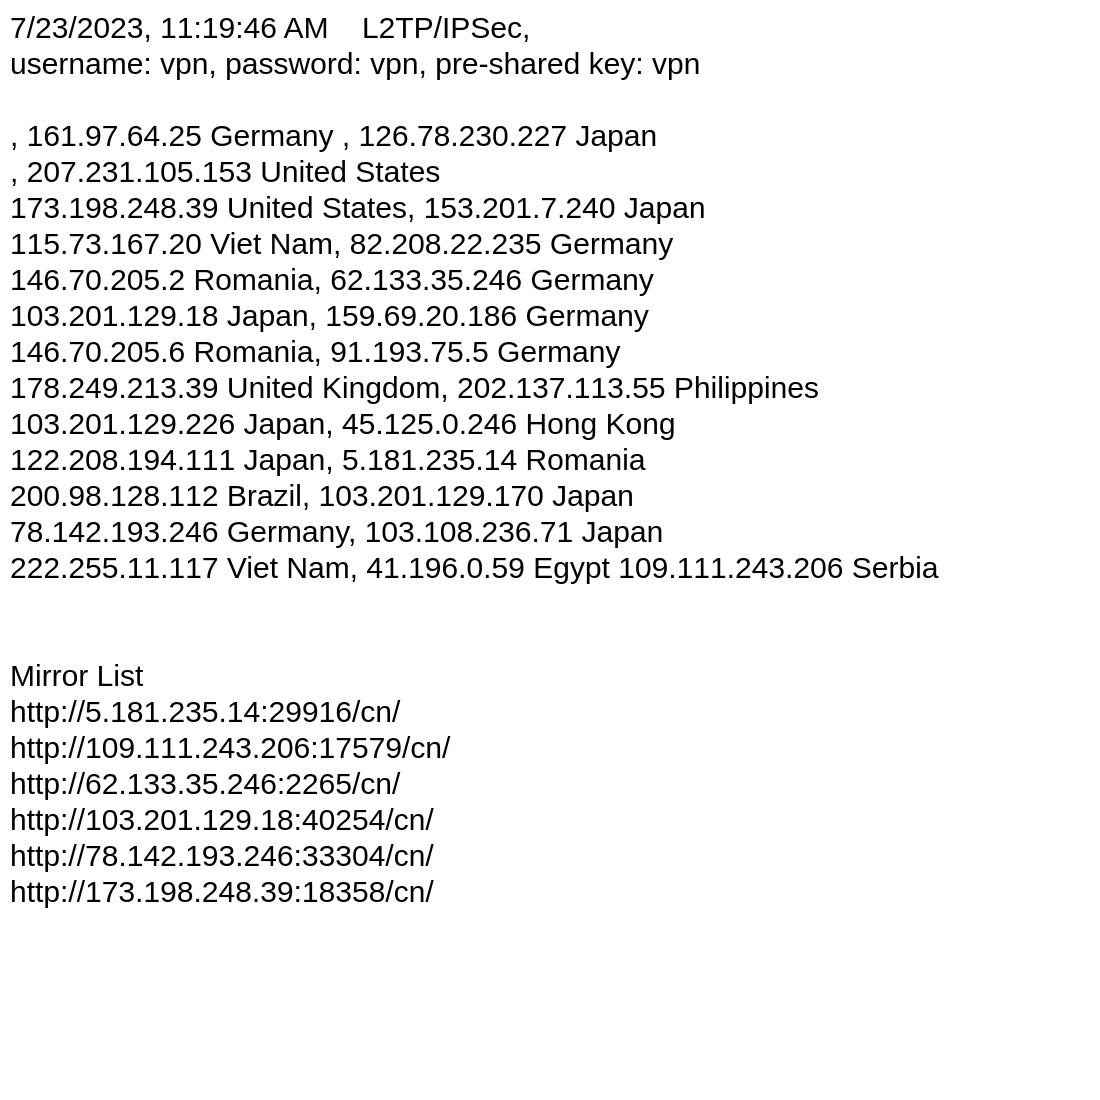 7/23/2023, 11:19:46 AM    L2TP/IPSec,
username: vpn, password: vpn, pre-shared key: vpn
, 161.97.64.25 Germany , 126.78.230.227 Japan
, 207.231.105.153 United States
173.198.248.39 United States, 153.201.7.240 Japan
115.73.167.20 Viet Nam, 82.208.22.235 Germany
146.70.205.2 Romania, 62.133.35.246 Germany
103.201.129.18 Japan, 159.69.20.186 Germany
146.70.205.6 Romania, 91.193.75.5 Germany
178.249.213.39 United Kingdom, 202.137.113.55 Philippines
103.201.129.226 Japan, 45.125.0.246 Hong Kong
122.208.194.111 Japan, 5.181.235.14 Romania
200.98.128.112 Brazil, 103.201.129.170 Japan
78.142.193.246 Germany, 103.108.236.71 Japan
222.255.11.117 Viet Nam, 41.196.0.59 Egypt 109.111.243.206 Serbia
Mirror List
http://5.181.235.14:29916/cn/
http://109.111.243.206:17579/cn/
http://62.133.35.246:2265/cn/
http://103.201.129.18:40254/cn/
http://78.142.193.246:33304/cn/
http://173.198.248.39:18358/cn/